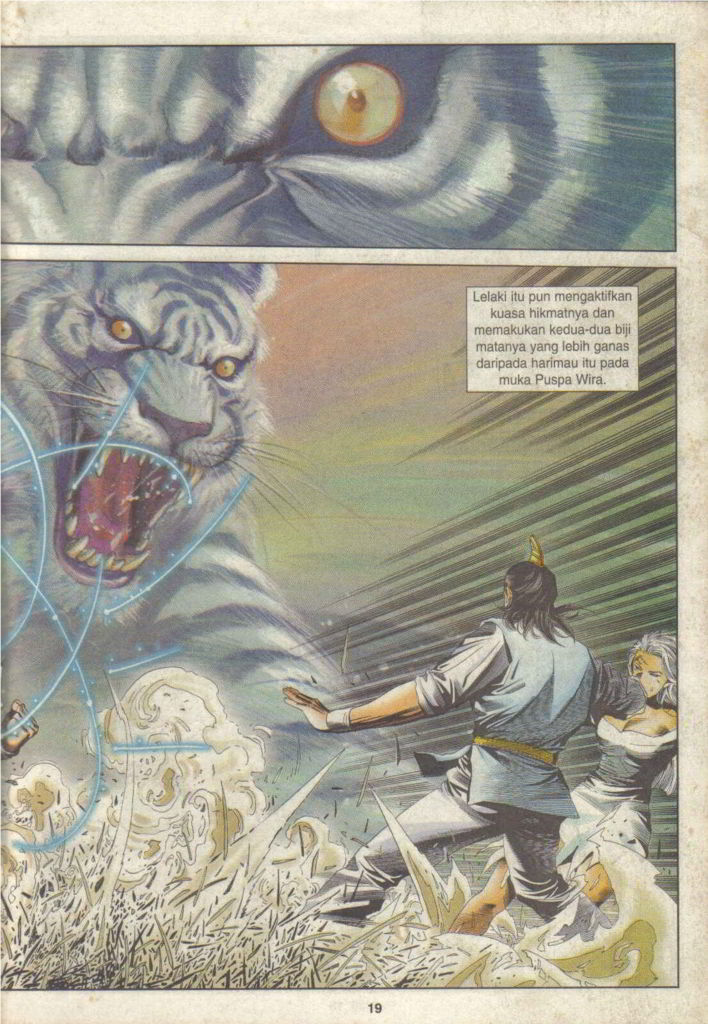 Lelaki itu pun mengaktifkan
kuasa hikmatnya dan
memakukan kedua-dua biji
matanya yang lebih ganas
daripada harimau itu pada
muka Puspa Wira.
19